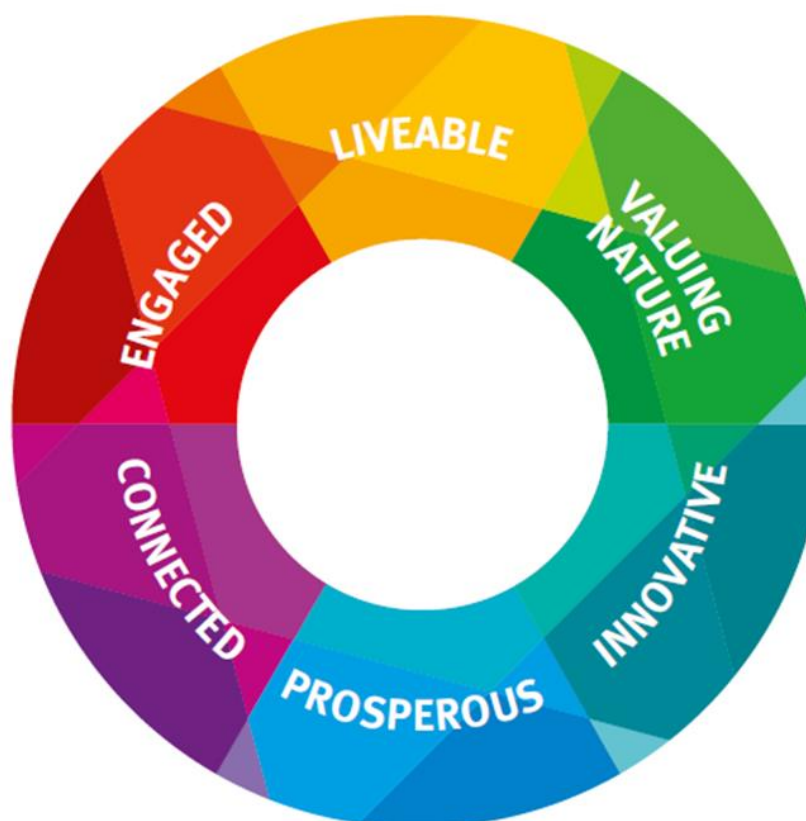 LIVEABLE
VALUING
NATURE
INNOVATIVE
PROSPEROUS
CONNECTED
ENGAGED